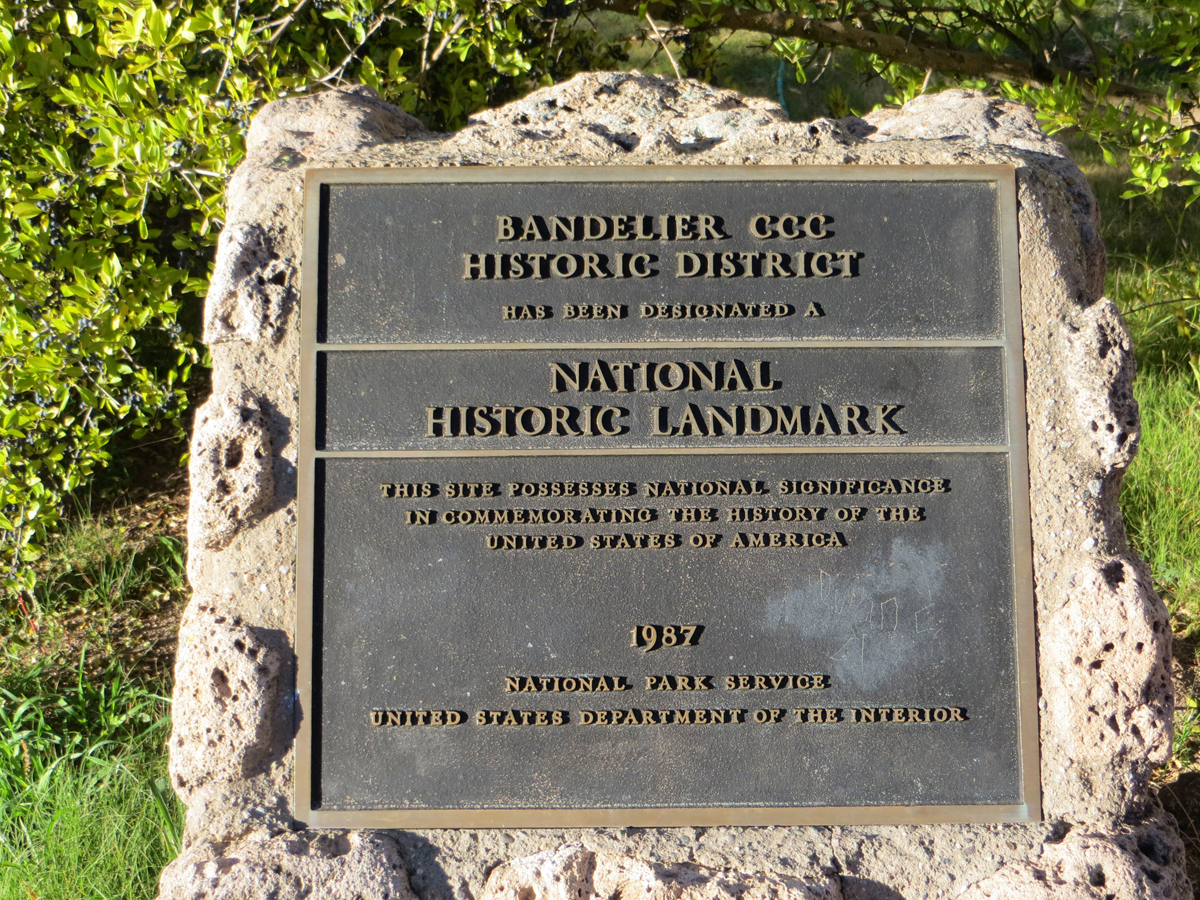 BANDELIER CCC
HISTORIC DISTRICT
HAS BEEN DESIGNATED A
NATIONAL
HISTORIC LANDMARK
THIS SITE POSSESSES NATIONAL SIGNIFICANCE
IN COMMEMORATING THE HISTORY OF THE
UNITED STATES OF AMERICA
1987
NATIONAL PARK SERVICE
UNITED STATES DEPARTMENT OF THE INTERIOR